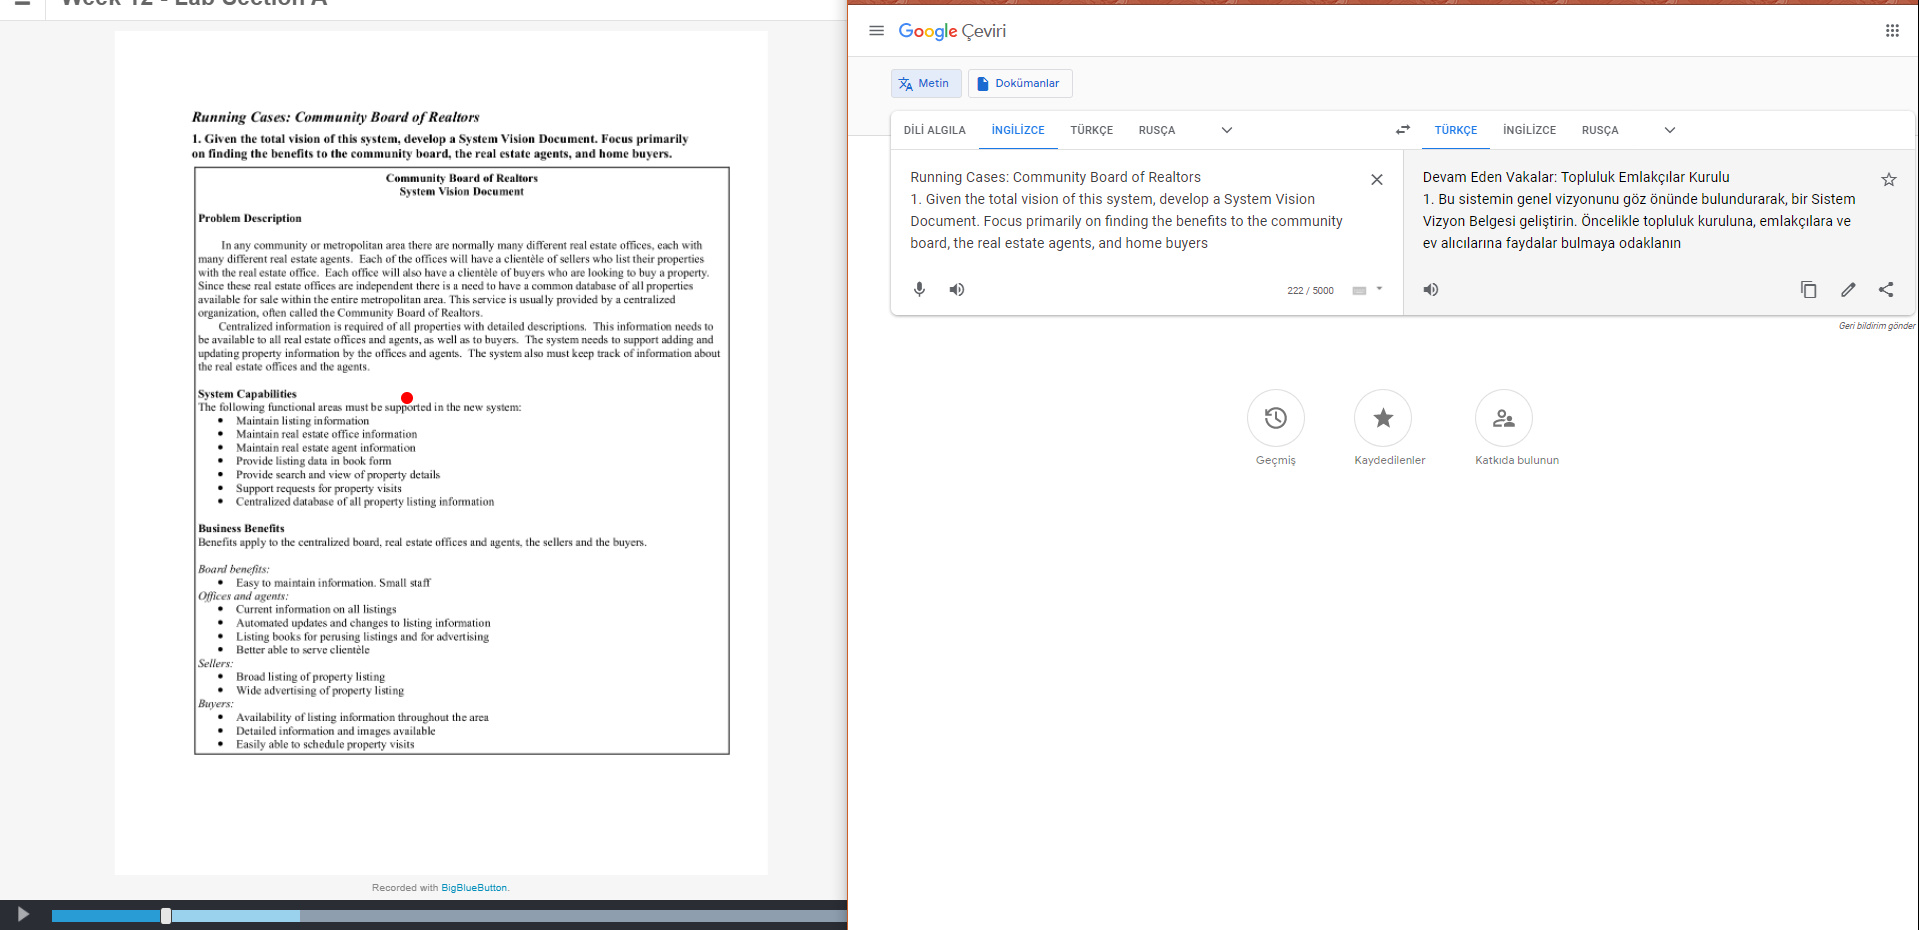 Week 12 - Lab Section A
Running Cases: Community Board of Realtors
1. Given the total vision of this system, develop a System Vision Document. Focus primarily
on finding the benefits to the community board, the real estate agents, and home buyers.
Community Board of Realtors
System Vision Document
Problem Description
In any community or metropolitan area there are normally many different real estate offices, each with
many different real estate agents. Each of the offices will have a clientèle of sellers who list their properties
with the real estate office. Each office will also have a clientèle of buyers who are looking to buy a property.
Since these real estate offices are independent there is a need to have a common database of all properties
available for sale within the entire metropolitan area. This service is usually provided by a centralized
organization, often called the Community Board of Realtors.
Centralized information is required of all properties with detailed descriptions. This information needs to
be available to all real estate offices and agents, as well as to buyers. The system needs to support adding and
updating property information by the offices and agents. The system also must keep track of information about
the real estate offices and the agents.
System Capabilities
The following functional areas must be supported in the new system:
• Maintain listing information
• Maintain real estate office information
• Maintain real estate agent information
• Provide listing data in book form
• Provide search and view of property details
• Support requests for property visits
• Centralized database of all property listing information
Business Benefits
Benefits apply to the centralized board, real estate offices and agents, the sellers and the buyers.
Board benefits:
• Easy to maintain information. Small staff
Offices and agents:
• Current information on all listings
• Automated updates and changes to listing information
• Listing books for perusing listings and for advertising
• Better able to serve clientèle
Sellers:
• Broad listing of property listing
• Wide advertising of property listing
Buyers:
• Availability of listing information throughout the area
• Detailed information and images available
• Easily able to schedule property visits
Recorded with BigBlueButton.
Google Çeviri
Metin
Dokümanlar
DİLİ ALGILA İNGİLİZCE TÜRKÇE RUSÇA
TÜRKÇE İNGİLİZCE RUSÇA
Running Cases: Community Board of Realtors
1. Given the total vision of this system, develop a System Vision
Document. Focus primarily on finding the benefits to the community
board, the real estate agents, and home buyers
222 / 5000
Devam Eden Vakalar: Topluluk Emlakçılar Kurulu
1. Bu sistemin genel vizyonunu göz önünde bulundurarak, bir Sistem
Vizyon Belgesi geliştirin. Öncelikle topluluk kuruluna, emlakçılara ve
ev alıcılarına faydalar bulmaya odaklanın
Geri bildirim gönder
Geçmiş
Kaydedilenler
Katkıda bulunun